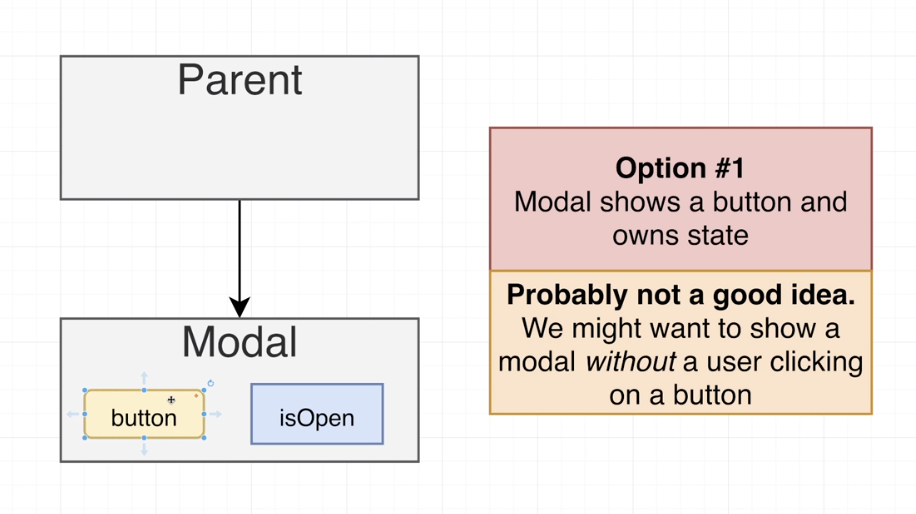 Parent
Modal
button
isOpen
Option #1
Modal shows a button and
owns state
Probably not a good idea.
We might want to show a
modal without a user clicking
on a button